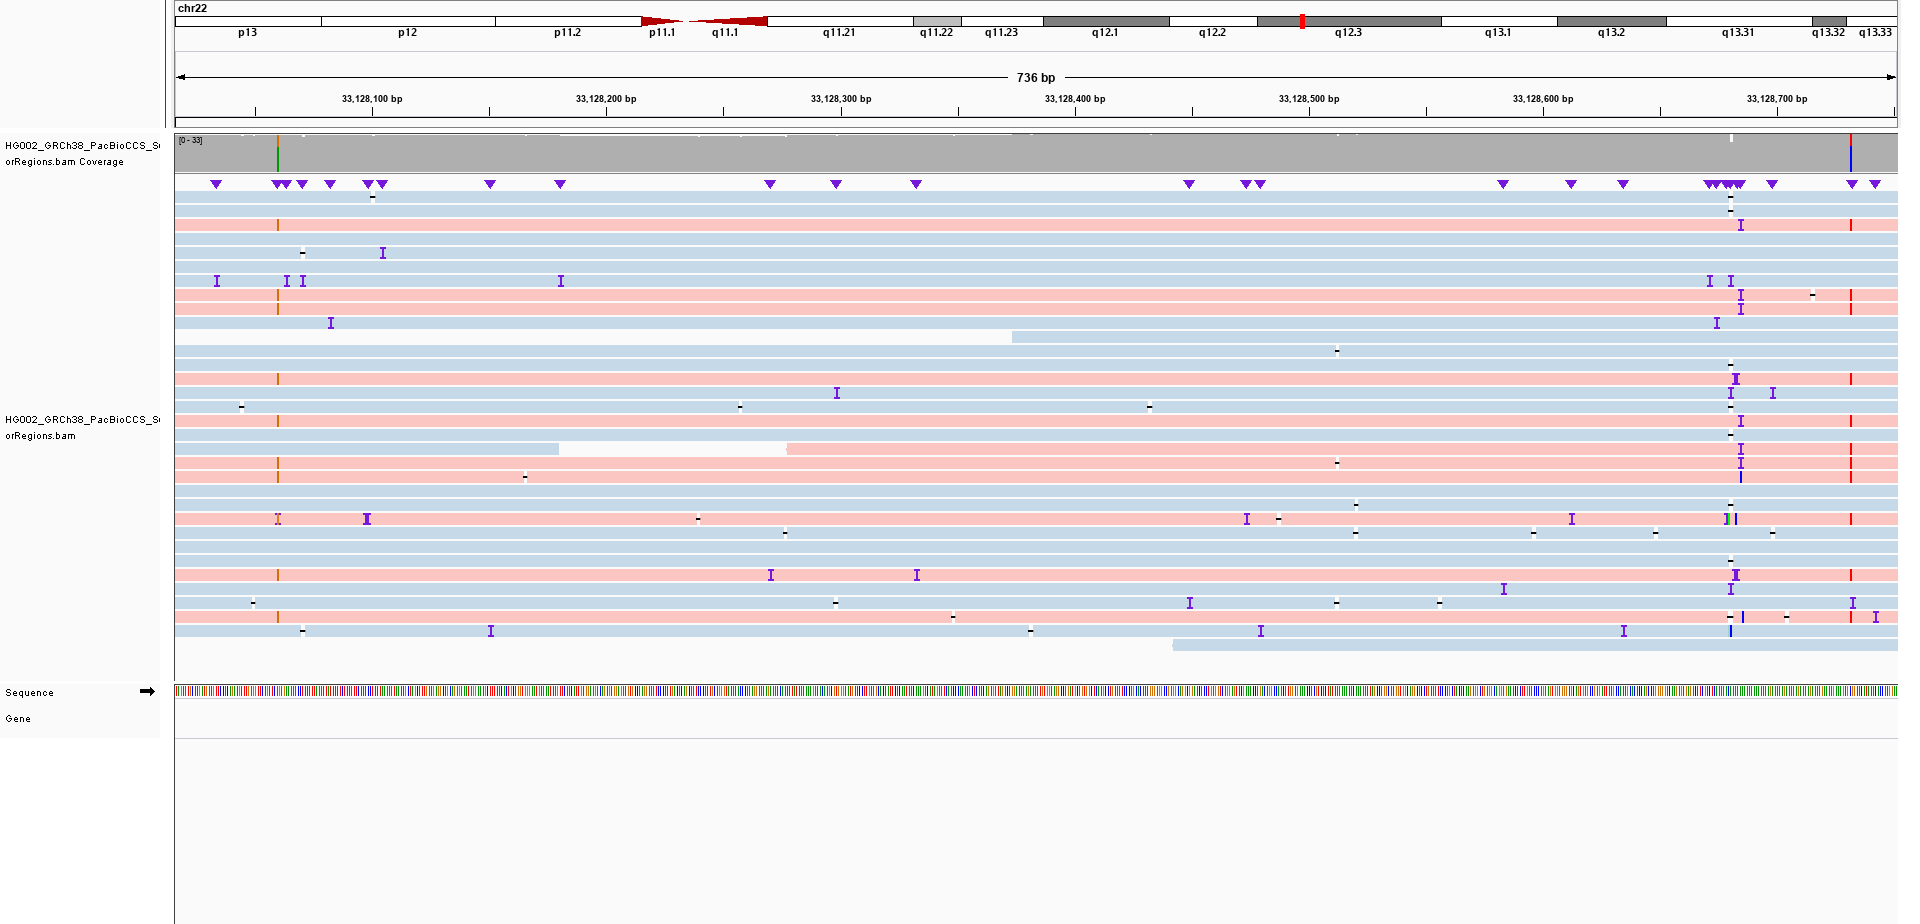 chr22
p13 p12 p11.2 p11.1 q11.1 q11.21 q11.22 q11.23 q12.1 q12.2 q12.3 q13.1 q13.2 q13.31 q13.32 q13.33
736 bp
33,128,100 bp 33,128,200 bp 33,128,300 bp 33,128,400 bp 33,128,500 bp 33,128,600 bp 33,128,700 bp
[0 - 33]
HG002_GRCh38_PacBioCCS_S
orRegions.bam Coverage
HG002_GRCh38_PacBioCCS_S
orRegions.bam
Sequence
Gene